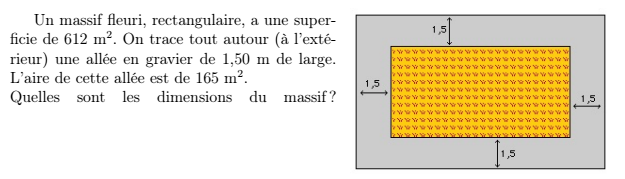 Un massif fleuri, rectangulaire, a une super-
ficie de 612 m². On trace tout autour (à l'exté-
rieur) une allée en gravier de 1,50 m de large.
L'aire de cette allée est de 165 m².
Quelles sont les dimensions du massif ?
1,5
1,5
1,5
1,5